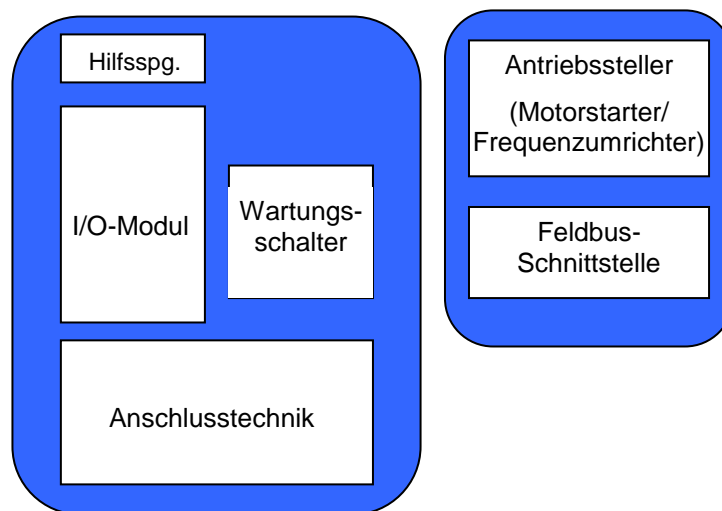 Hilfsspg.
I/O-Modul
Wartungs-
schalter
Anschlusstechnik
Antriebssteller
(Motorstarter/
Frequenzumrichter)
Feldbus-
Schnittstelle